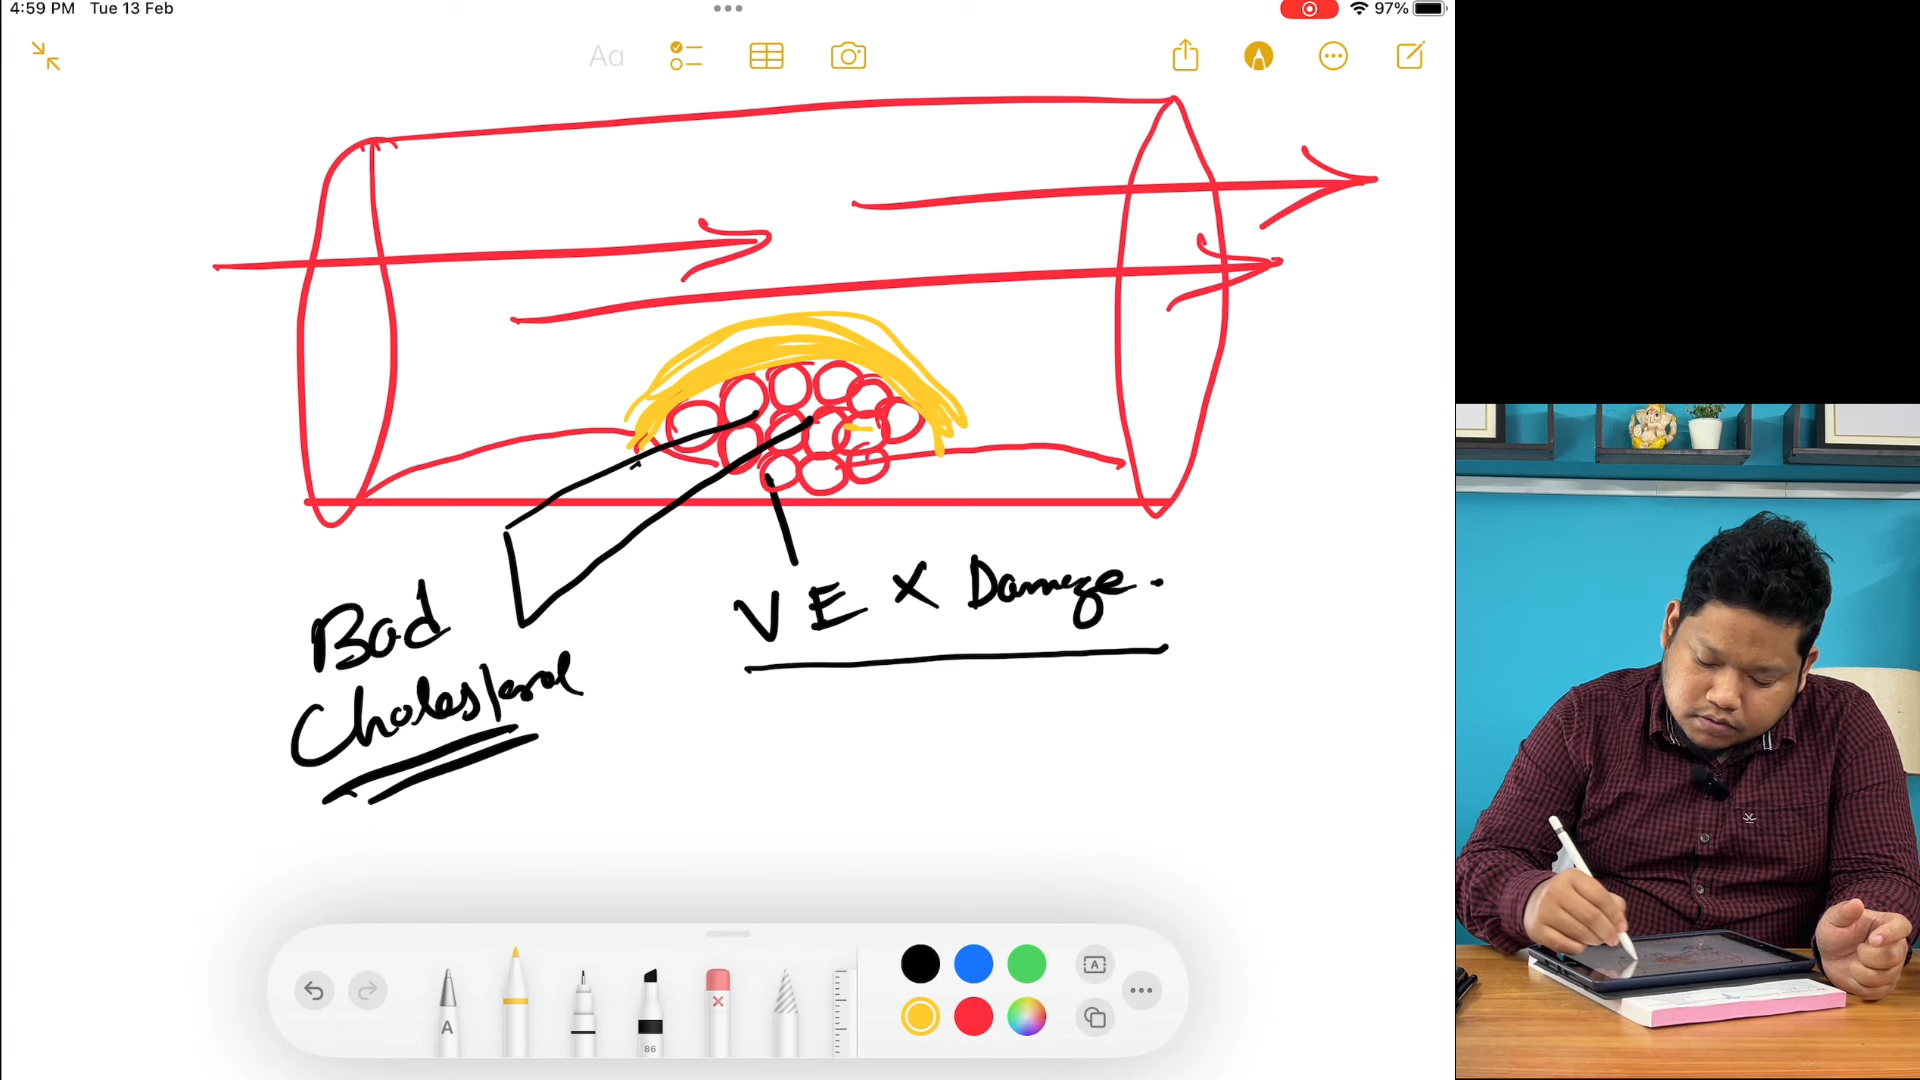 4:59 PM Tue 13 Feb
97%
Aa
Bad
Cholesterol
V E X Damage.
A
86
A